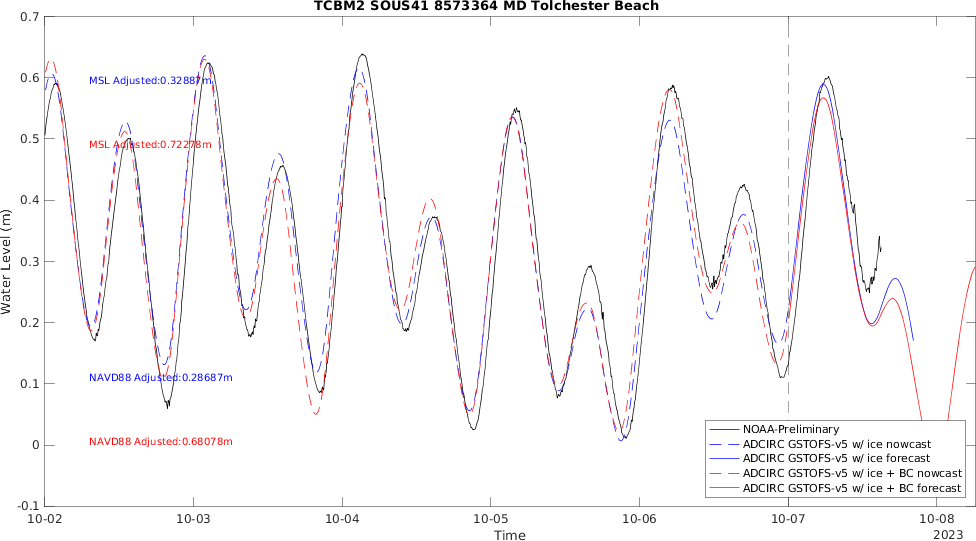 TCBM2 SOUS41 8573364 MD Tolchester Beach
0.7
0.6
0.5
0.4
0.3
0.2
0.1
0
-0.1
Water Level (m)
MSL Adjusted:0.32887m
MSL Adjusted:0.72278m
NAVD88 Adjusted:0.28687m
NAVD88 Adjusted:0.68078m
NOAA-Preliminary
ADCIRC GSTOFS-v5 w/ ice nowcast
ADCIRC GSTOFS-v5 w/ ice forecast
ADCIRC GSTOFS-v5 w/ ice + BC nowcast
ADCIRC GSTOFS-v5 w/ ice + BC forecast
10-02 10-03 10-04 10-05 10-06 10-07 10-08
Time
2023